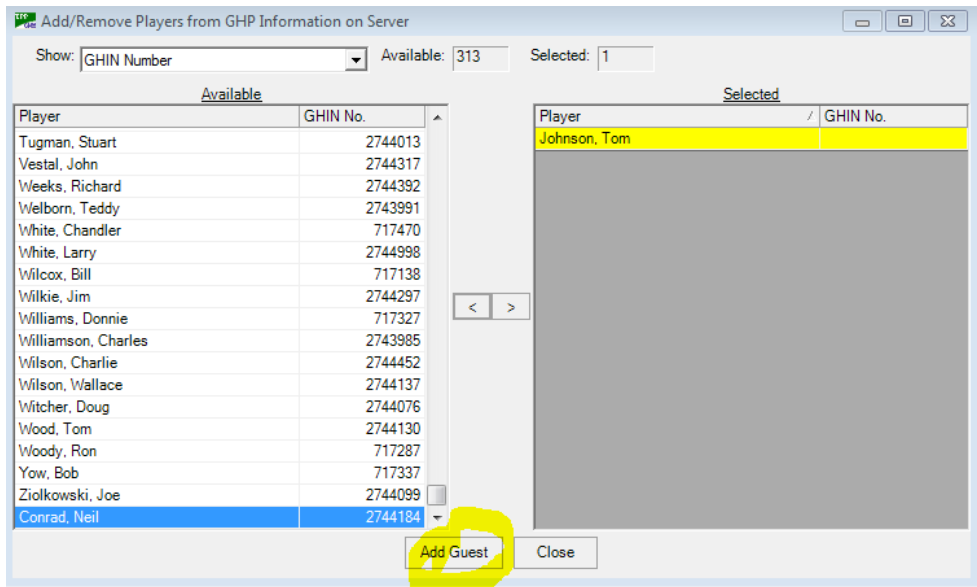 Add/Remove Players from GHP Information on Server
Show: GHIN Number Available: 313 Selected: 1
Available Selected
Player GHIN No. Player / GHIN No.
Tugman, Stuart 2744013 Johnson, Tom
Vestal, John 2744317
Weeks, Richard 2744392
Welborn, Teddy 2743991
White, Chandler 717470
White, Larry 2744998
Wilcox, Bill 717138
Wilkie, Jim 2744297
< >
Williams, Donnie 717327
Williamson, Charles 2743985
Wilson, Charlie 2744452
Wilson, Wallace 2744137
Witcher, Doug 2744076
Wood, Tom 2744130
Woody, Ron 717287
Yow, Bob 717337
Ziolkowski, Joe 2744099
Conrad, Neil 2744184
Add Guest Close